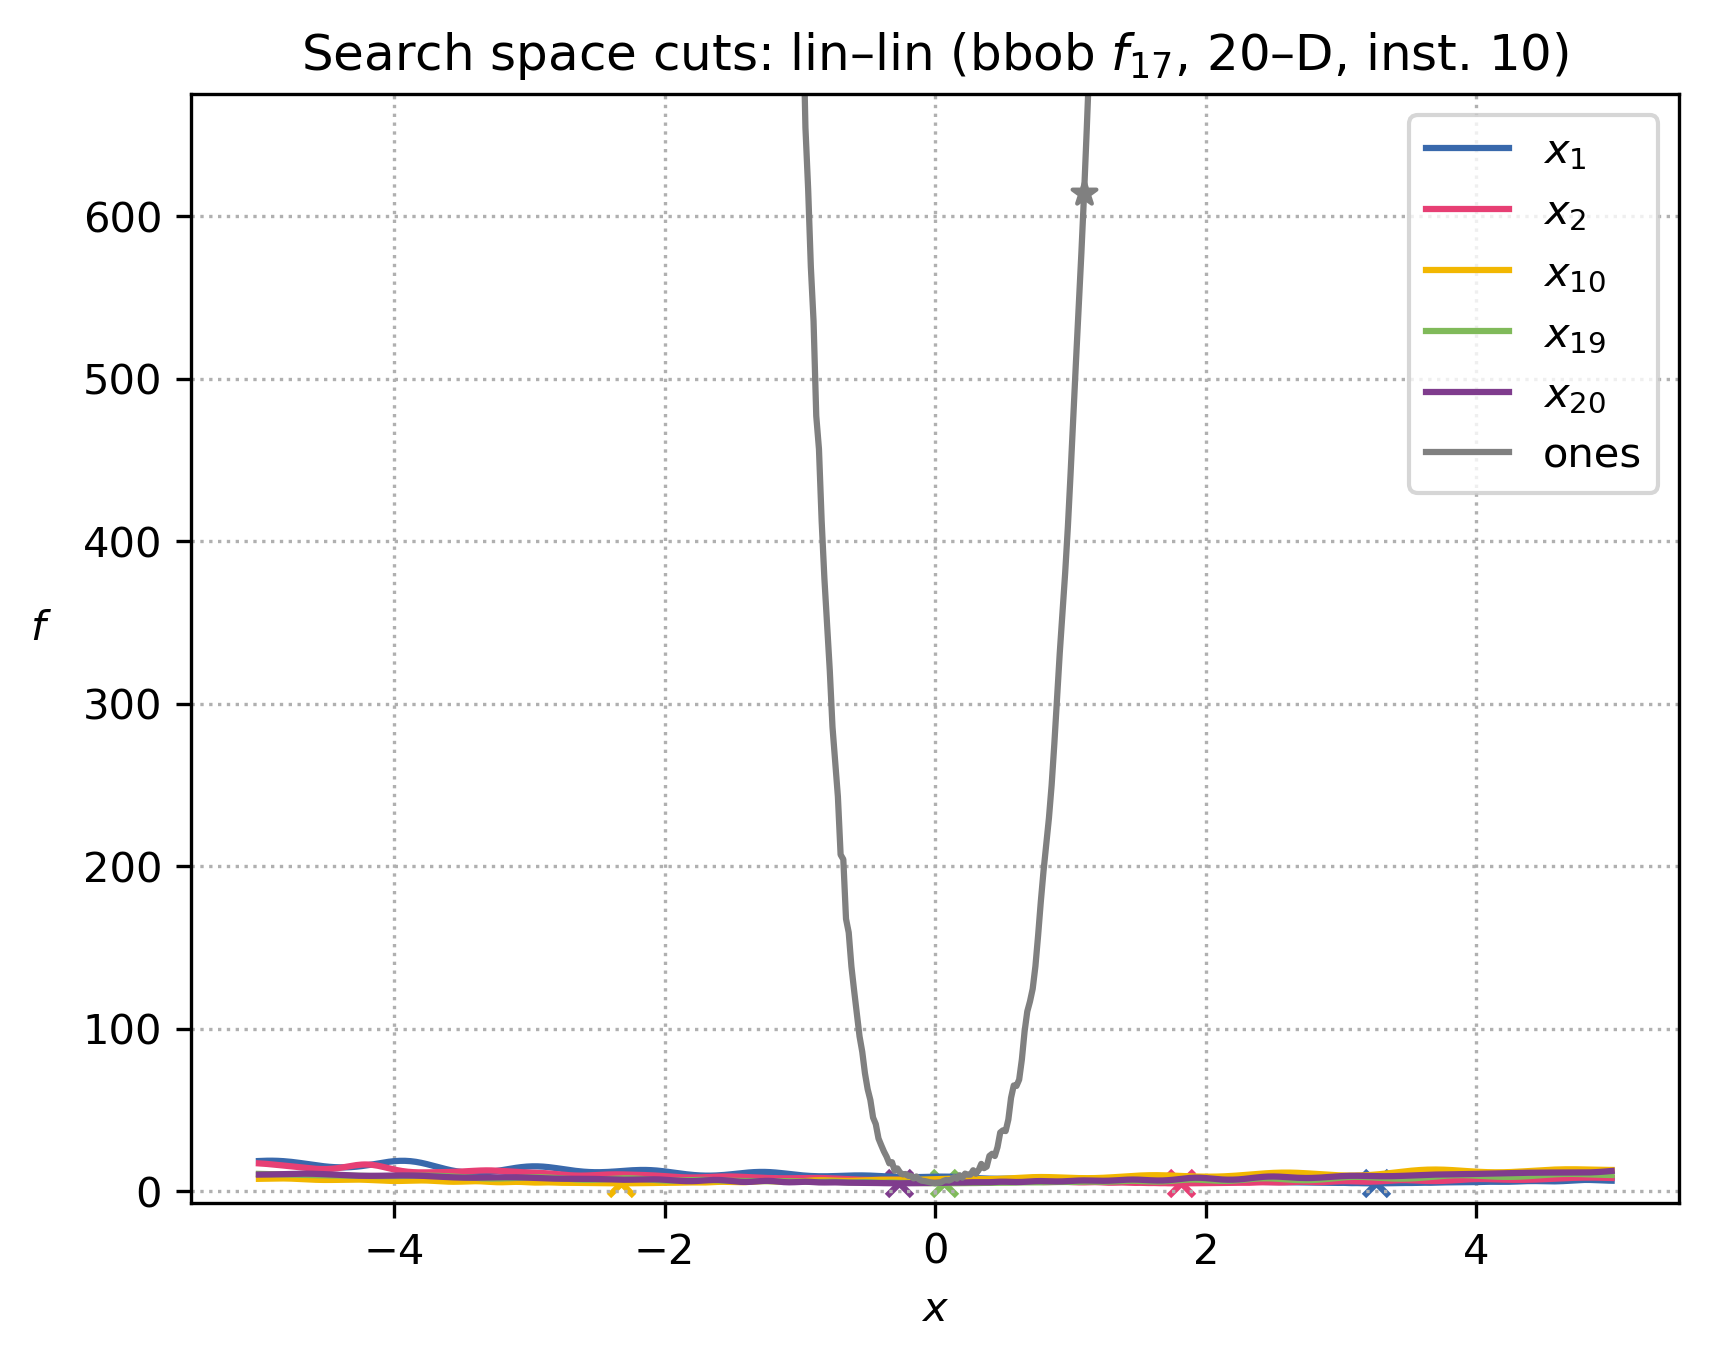 Search space cuts: lin–lin (bbob f₁₇, 20–D, inst. 10)
x₁
x₂
x₁₀
x₁₉
x₂₀
ones
600
500
400
300
200
100
0
f
−4
−2
0
2
4
x